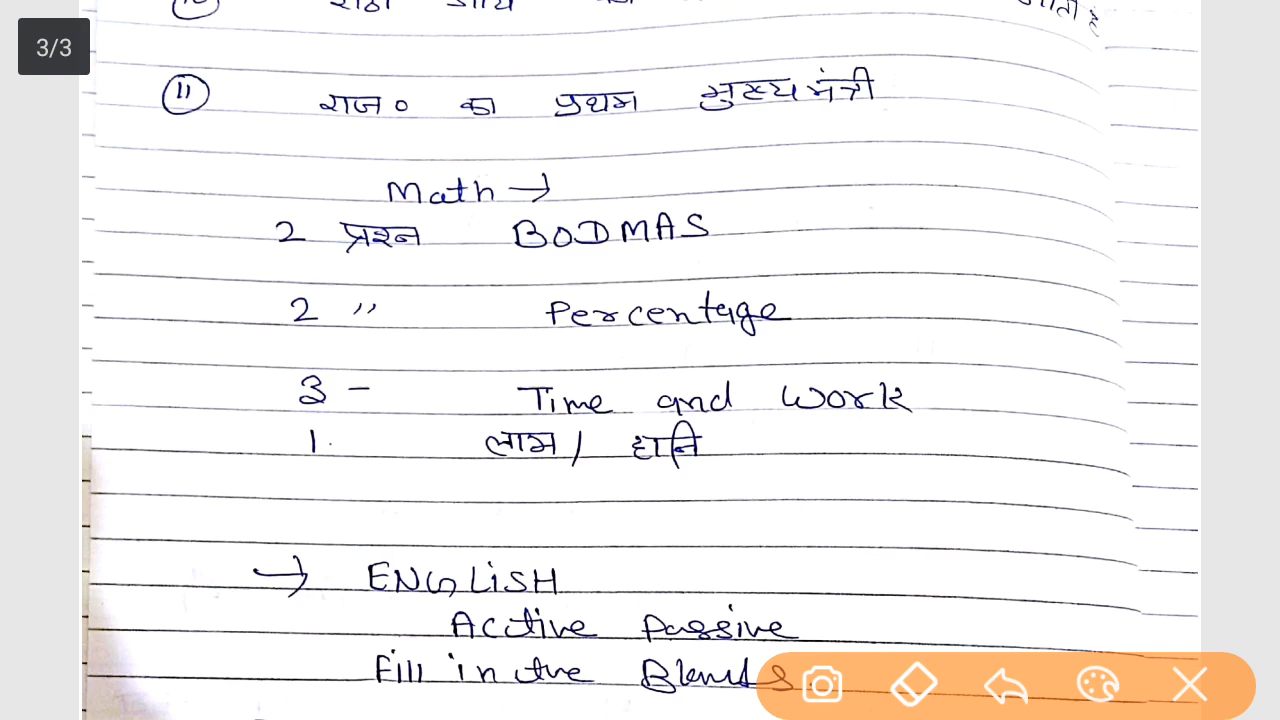 राठी गाय
3/3
11 राज० का प्रथम मुख्यमंत्री
Math →
2 प्रश्न BODMAS
2 " Percentage
3 - Time and Work
1. लाभ / हानि
→ ENGLISH
Active Passive
Fill in the Blanks